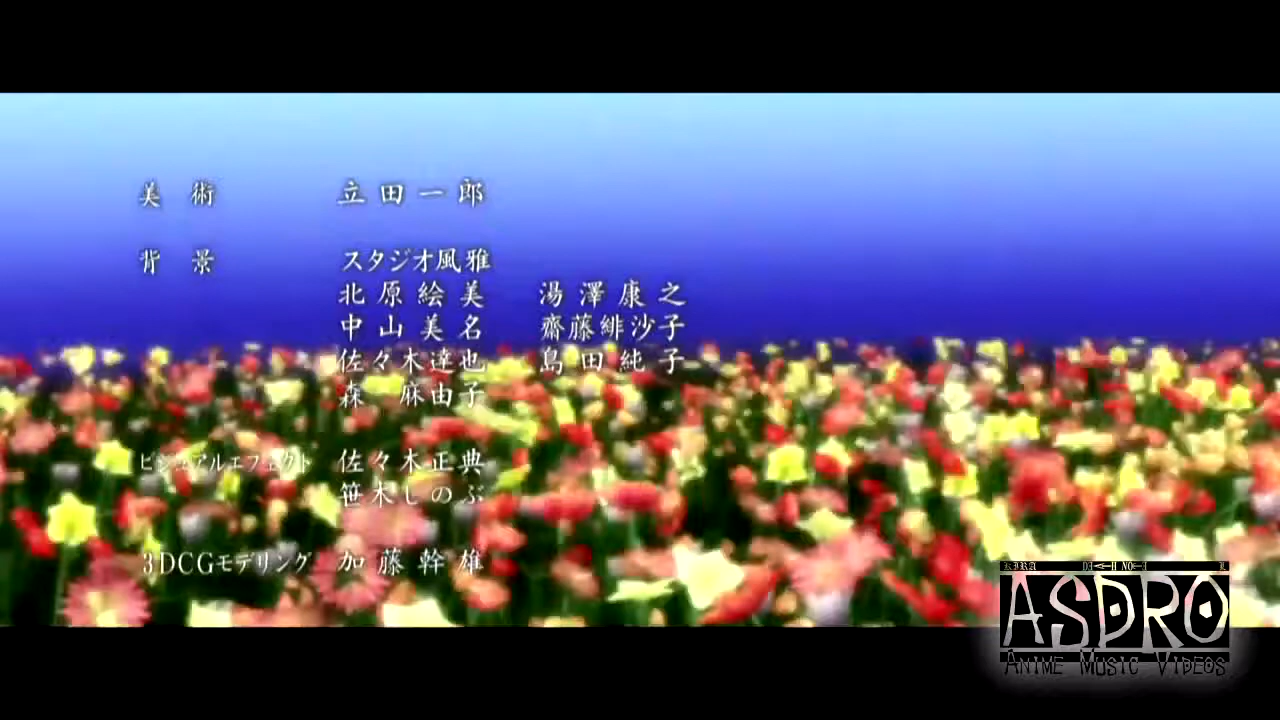 美術 立田一郎
背景 スタジオ風雅
北原絵美 湯澤康之
中山美名 齋藤緋沙子
佐々木達也 島田純子
森 麻由子
ビジュアルエフェクト 佐々木正典
笹木しのぶ
3DCGモデリング 加藤幹雄
KIRA
ASDRO
ANIME MUSIC VIDEOS